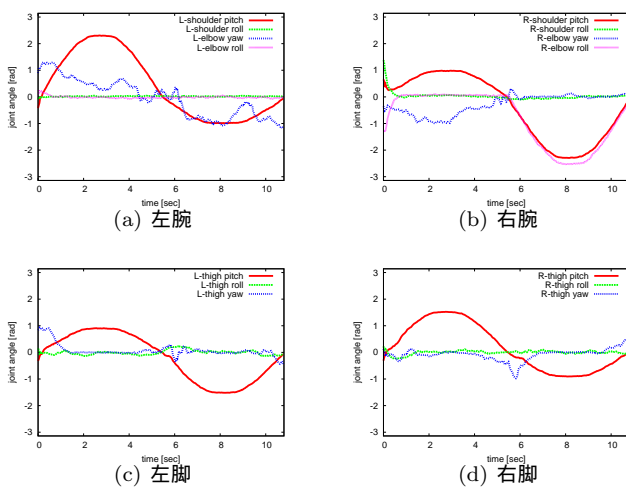 L-shoulder pitch
L-shoulder roll
L-elbow yaw
L-elbow roll
joint angle [rad]
3
2
1
0
-1
-2
-3
0 2 4 6 8 10
time [sec]
(a) 左腕
R-shoulder pitch
R-shoulder roll
R-elbow yaw
R-elbow roll
joint angle [rad]
3
2
1
0
-1
-2
-3
0 2 4 6 8 10
time [sec]
(b) 右腕
L-thigh pitch
L-thigh roll
L-thigh yaw
joint angle [rad]
3
2
1
0
-1
-2
-3
0 2 4 6 8 10
time [sec]
(c) 左脚
R-thigh pitch
R-thigh roll
R-thigh yaw
joint angle [rad]
3
2
1
0
-1
-2
-3
0 2 4 6 8 10
time [sec]
(d) 右脚